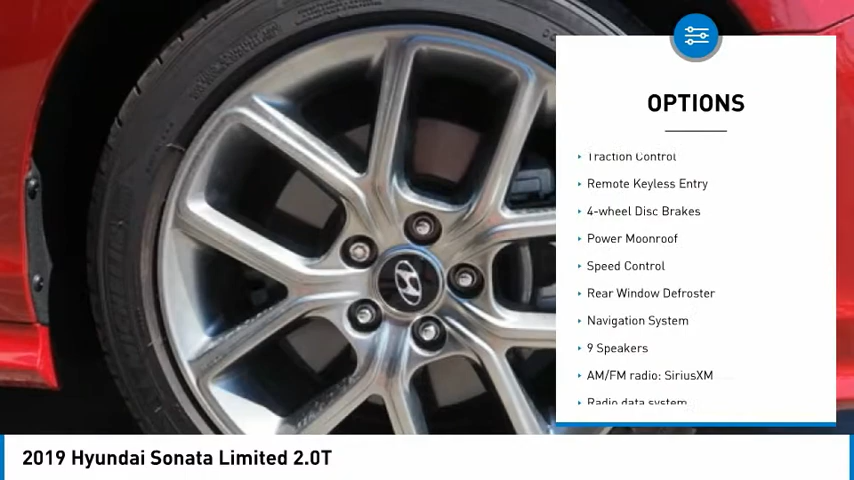 OPTIONS
Traction Control
Remote Keyless Entry
4-wheel Disc Brakes
Power Moonroof
Speed Control
Rear Window Defroster
Navigation System
9 Speakers
AM/FM radio: SiriusXM
Radio data system
2019 Hyundai Sonata Limited 2.0T